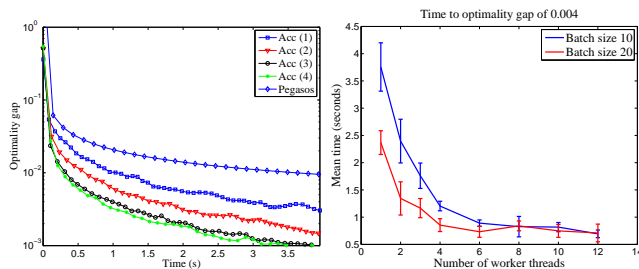 Optimality gap
10^0
10^-1
10^-2
10^-3
0 0.5 1 1.5 2 2.5 3 3.5
Time (s)
Acc (1)
Acc (2)
Acc (3)
Acc (4)
Pegasos
Time to optimality gap of 0.004
Mean time (seconds)
4.5
4
3.5
3
2.5
2
1.5
1
0.5
0 2 4 6 8 10 12 14
Number of worker threads
Batch size 10
Batch size 20